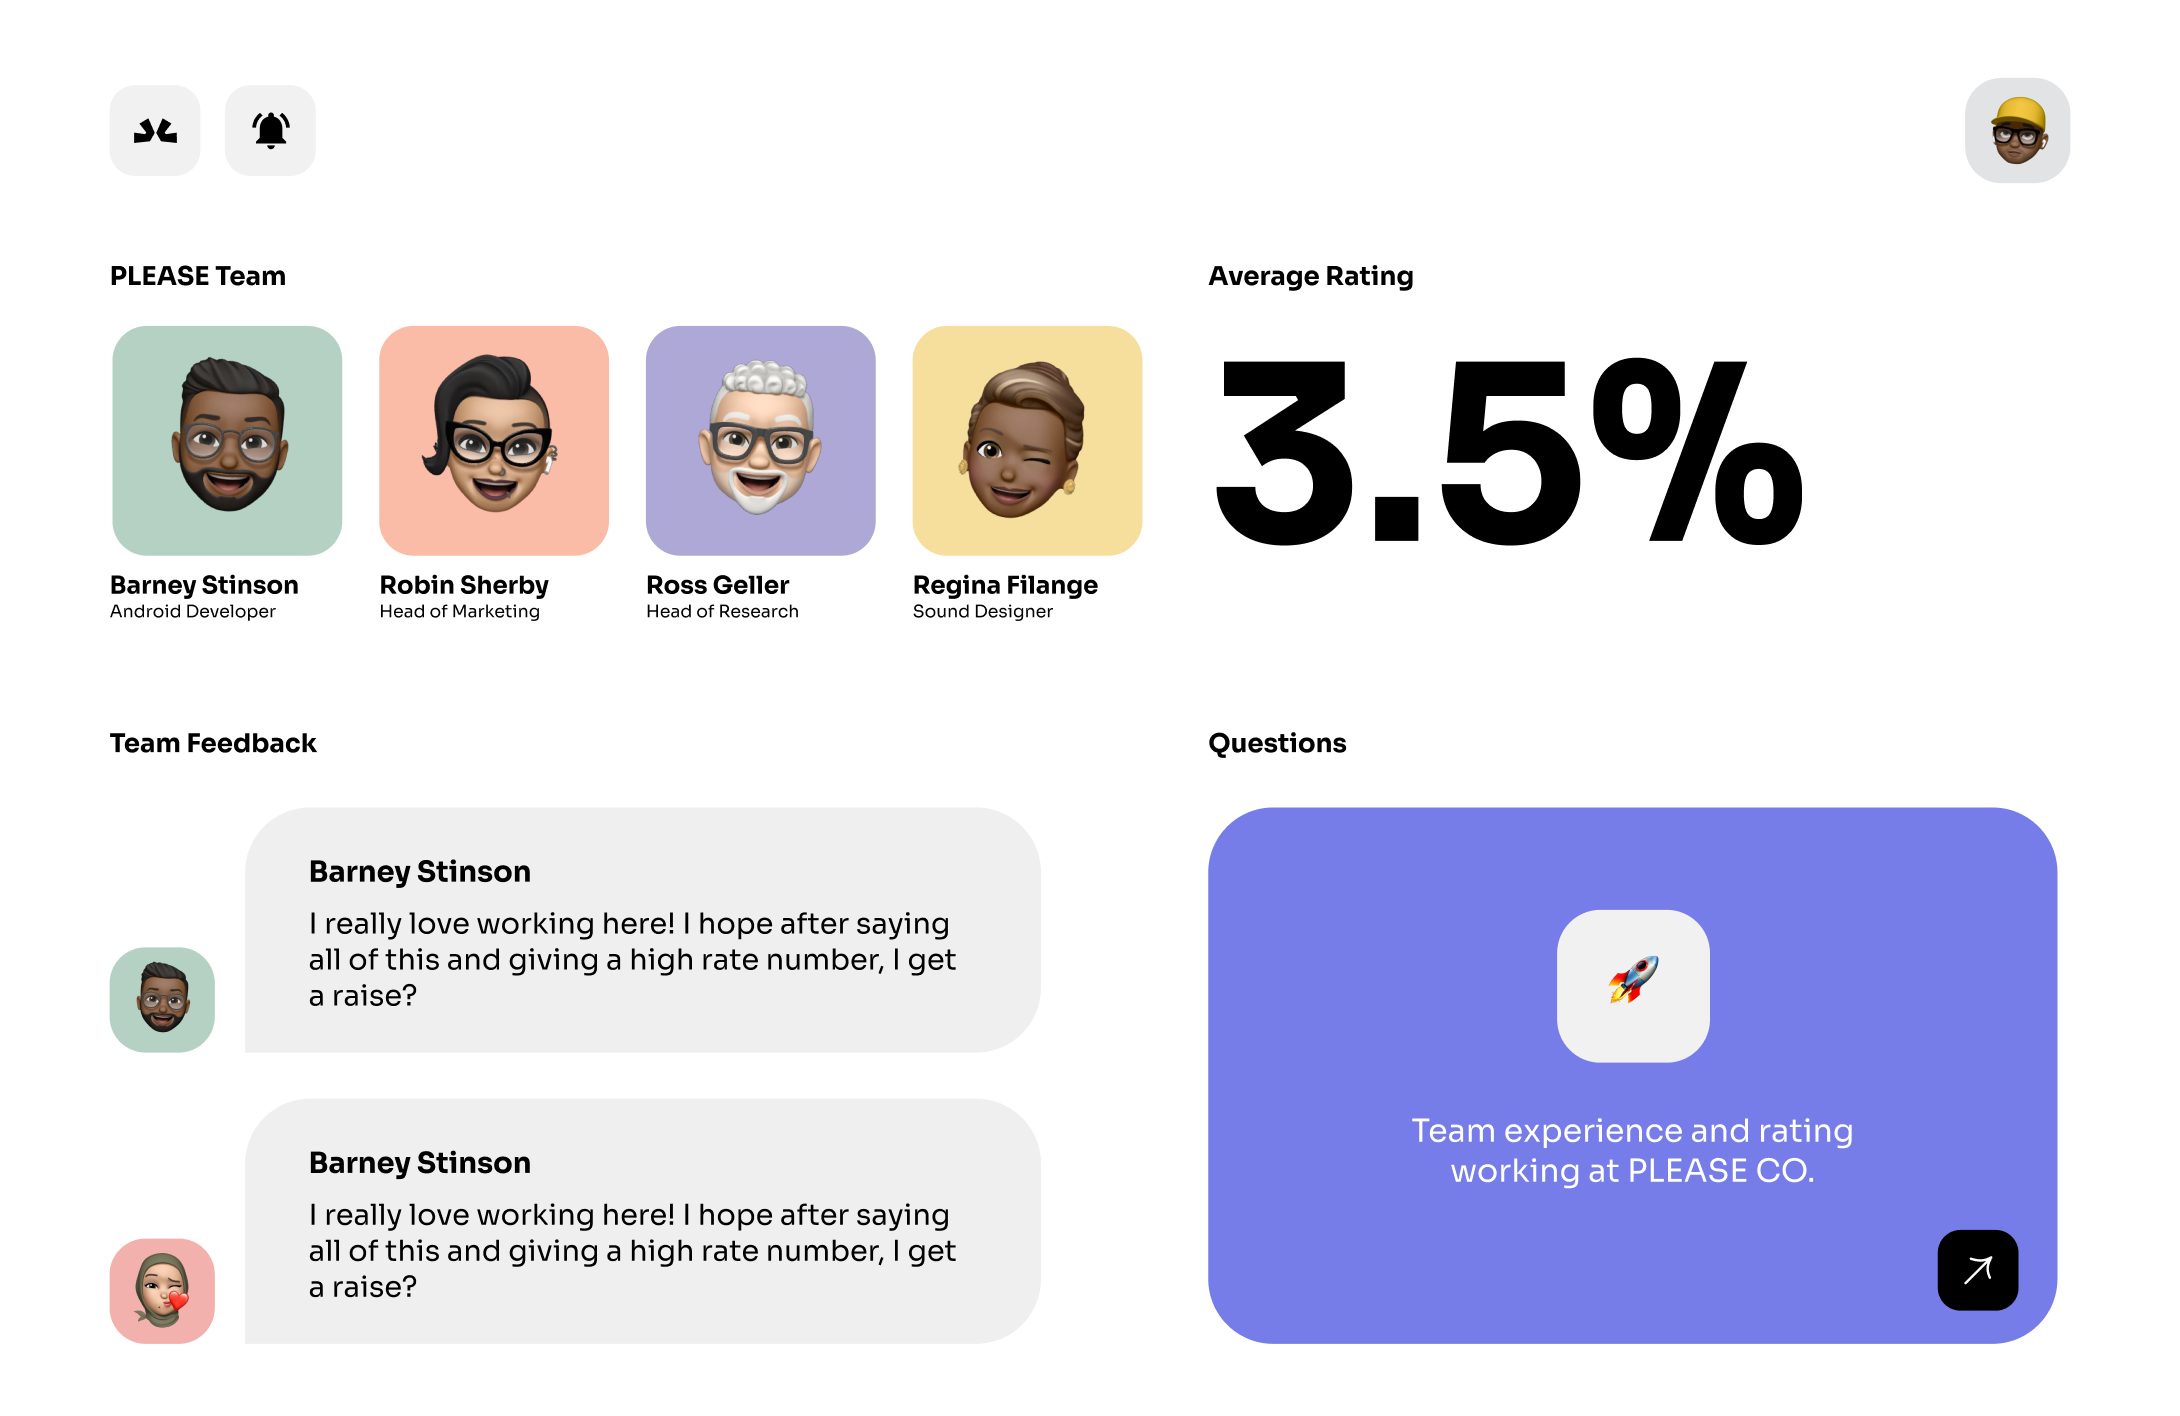 PLEASE Team
Barney Stinson
Android Developer
Robin Sherby
Head of Marketing
Ross Geller
Head of Research
Regina Filange
Sound Designer
Average Rating
3.5%
Team Feedback
Barney Stinson
I really love working here! I hope after saying
all of this and giving a high rate number, I get
a raise?
Barney Stinson
I really love working here! I hope after saying
all of this and giving a high rate number, I get
a raise?
Questions
Team experience and rating
working at PLEASE CO.